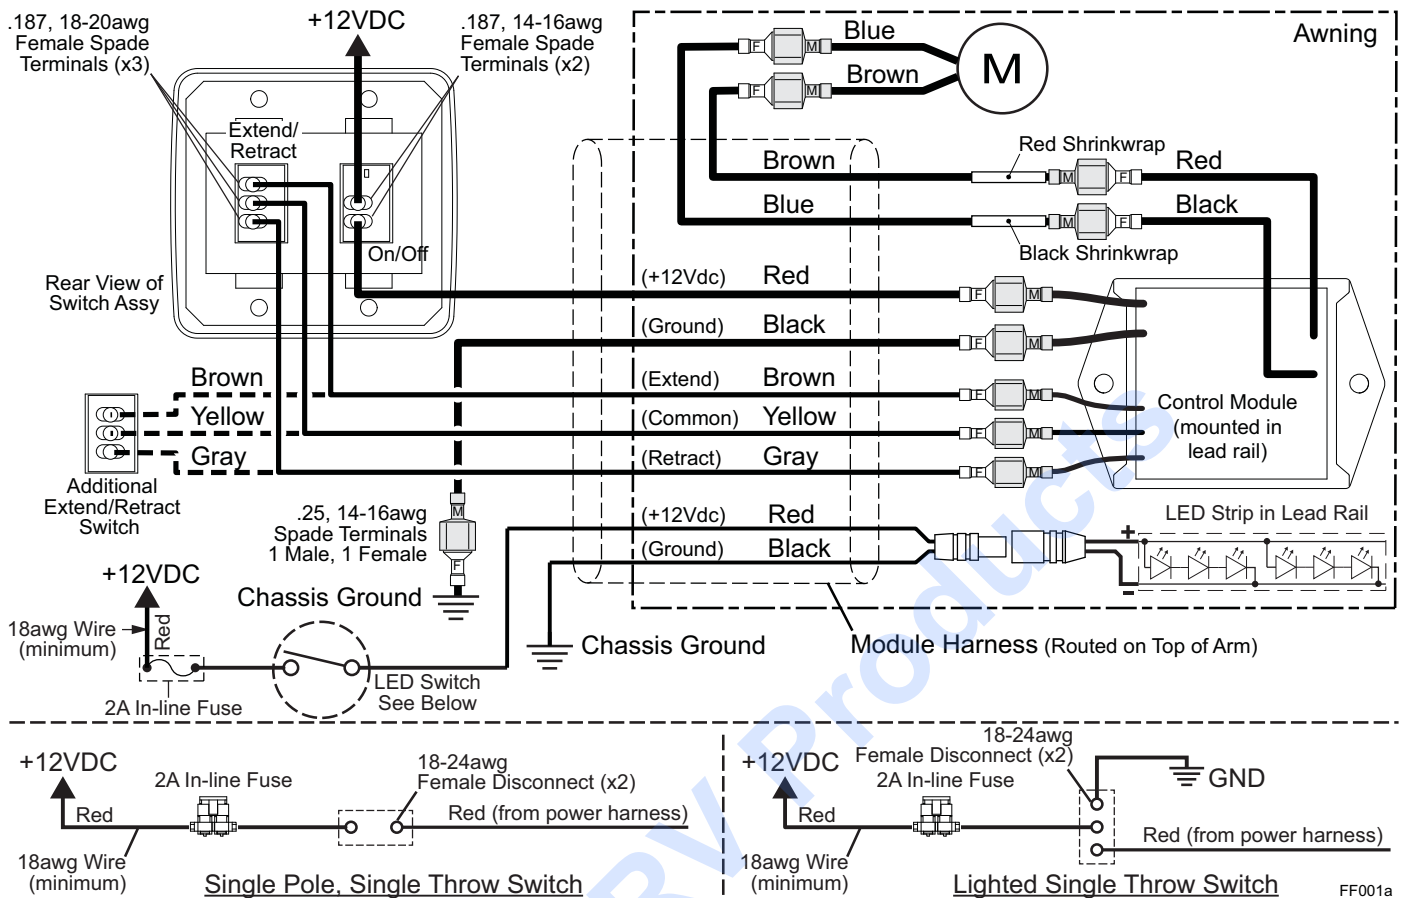 .187, 18-20awg
Female Spade
Terminals (x3)
+12VDC
.187, 14-16awg
Female Spade
Terminals (x2)
Extend/
Retract
On/Off
Rear View of
Switch Assy
Awning
F
M
Blue
F
M
Brown
M
Brown
Red Shrinkwrap
M
F
Red
Blue
Black Shrinkwrap
M
F
Black
(+12Vdc)
Red
F
M
(Ground)
Black
F
M
(Extend)
Brown
F
M
(Common)
Yellow
F
M
(Retract)
Gray
F
M
Control Module
(mounted in
lead rail)
Brown
Yellow
Gray
Additional
Extend/Retract
Switch
.25, 14-16awg
Spade Terminals
1 Male, 1 Female
M
F
Chassis Ground
(+12Vdc)
Red
(Ground)
Black
LED Strip in Lead Rail
+
-
+12VDC
18awg Wire
(minimum)
Red
2A In-line Fuse
LED Switch
See Below
Chassis Ground
Module Harness (Routed on Top of Arm)
+12VDC
Red
18awg Wire
(minimum)
2A In-line Fuse
18-24awg
Female Disconnect (x2)
Red (from power harness)
Single Pole, Single Throw Switch
+12VDC
Red
18awg Wire
(minimum)
18-24awg
Female Disconnect (x2)
2A In-line Fuse
GND
Red (from power harness)
Lighted Single Throw Switch
FF001a
RV Products